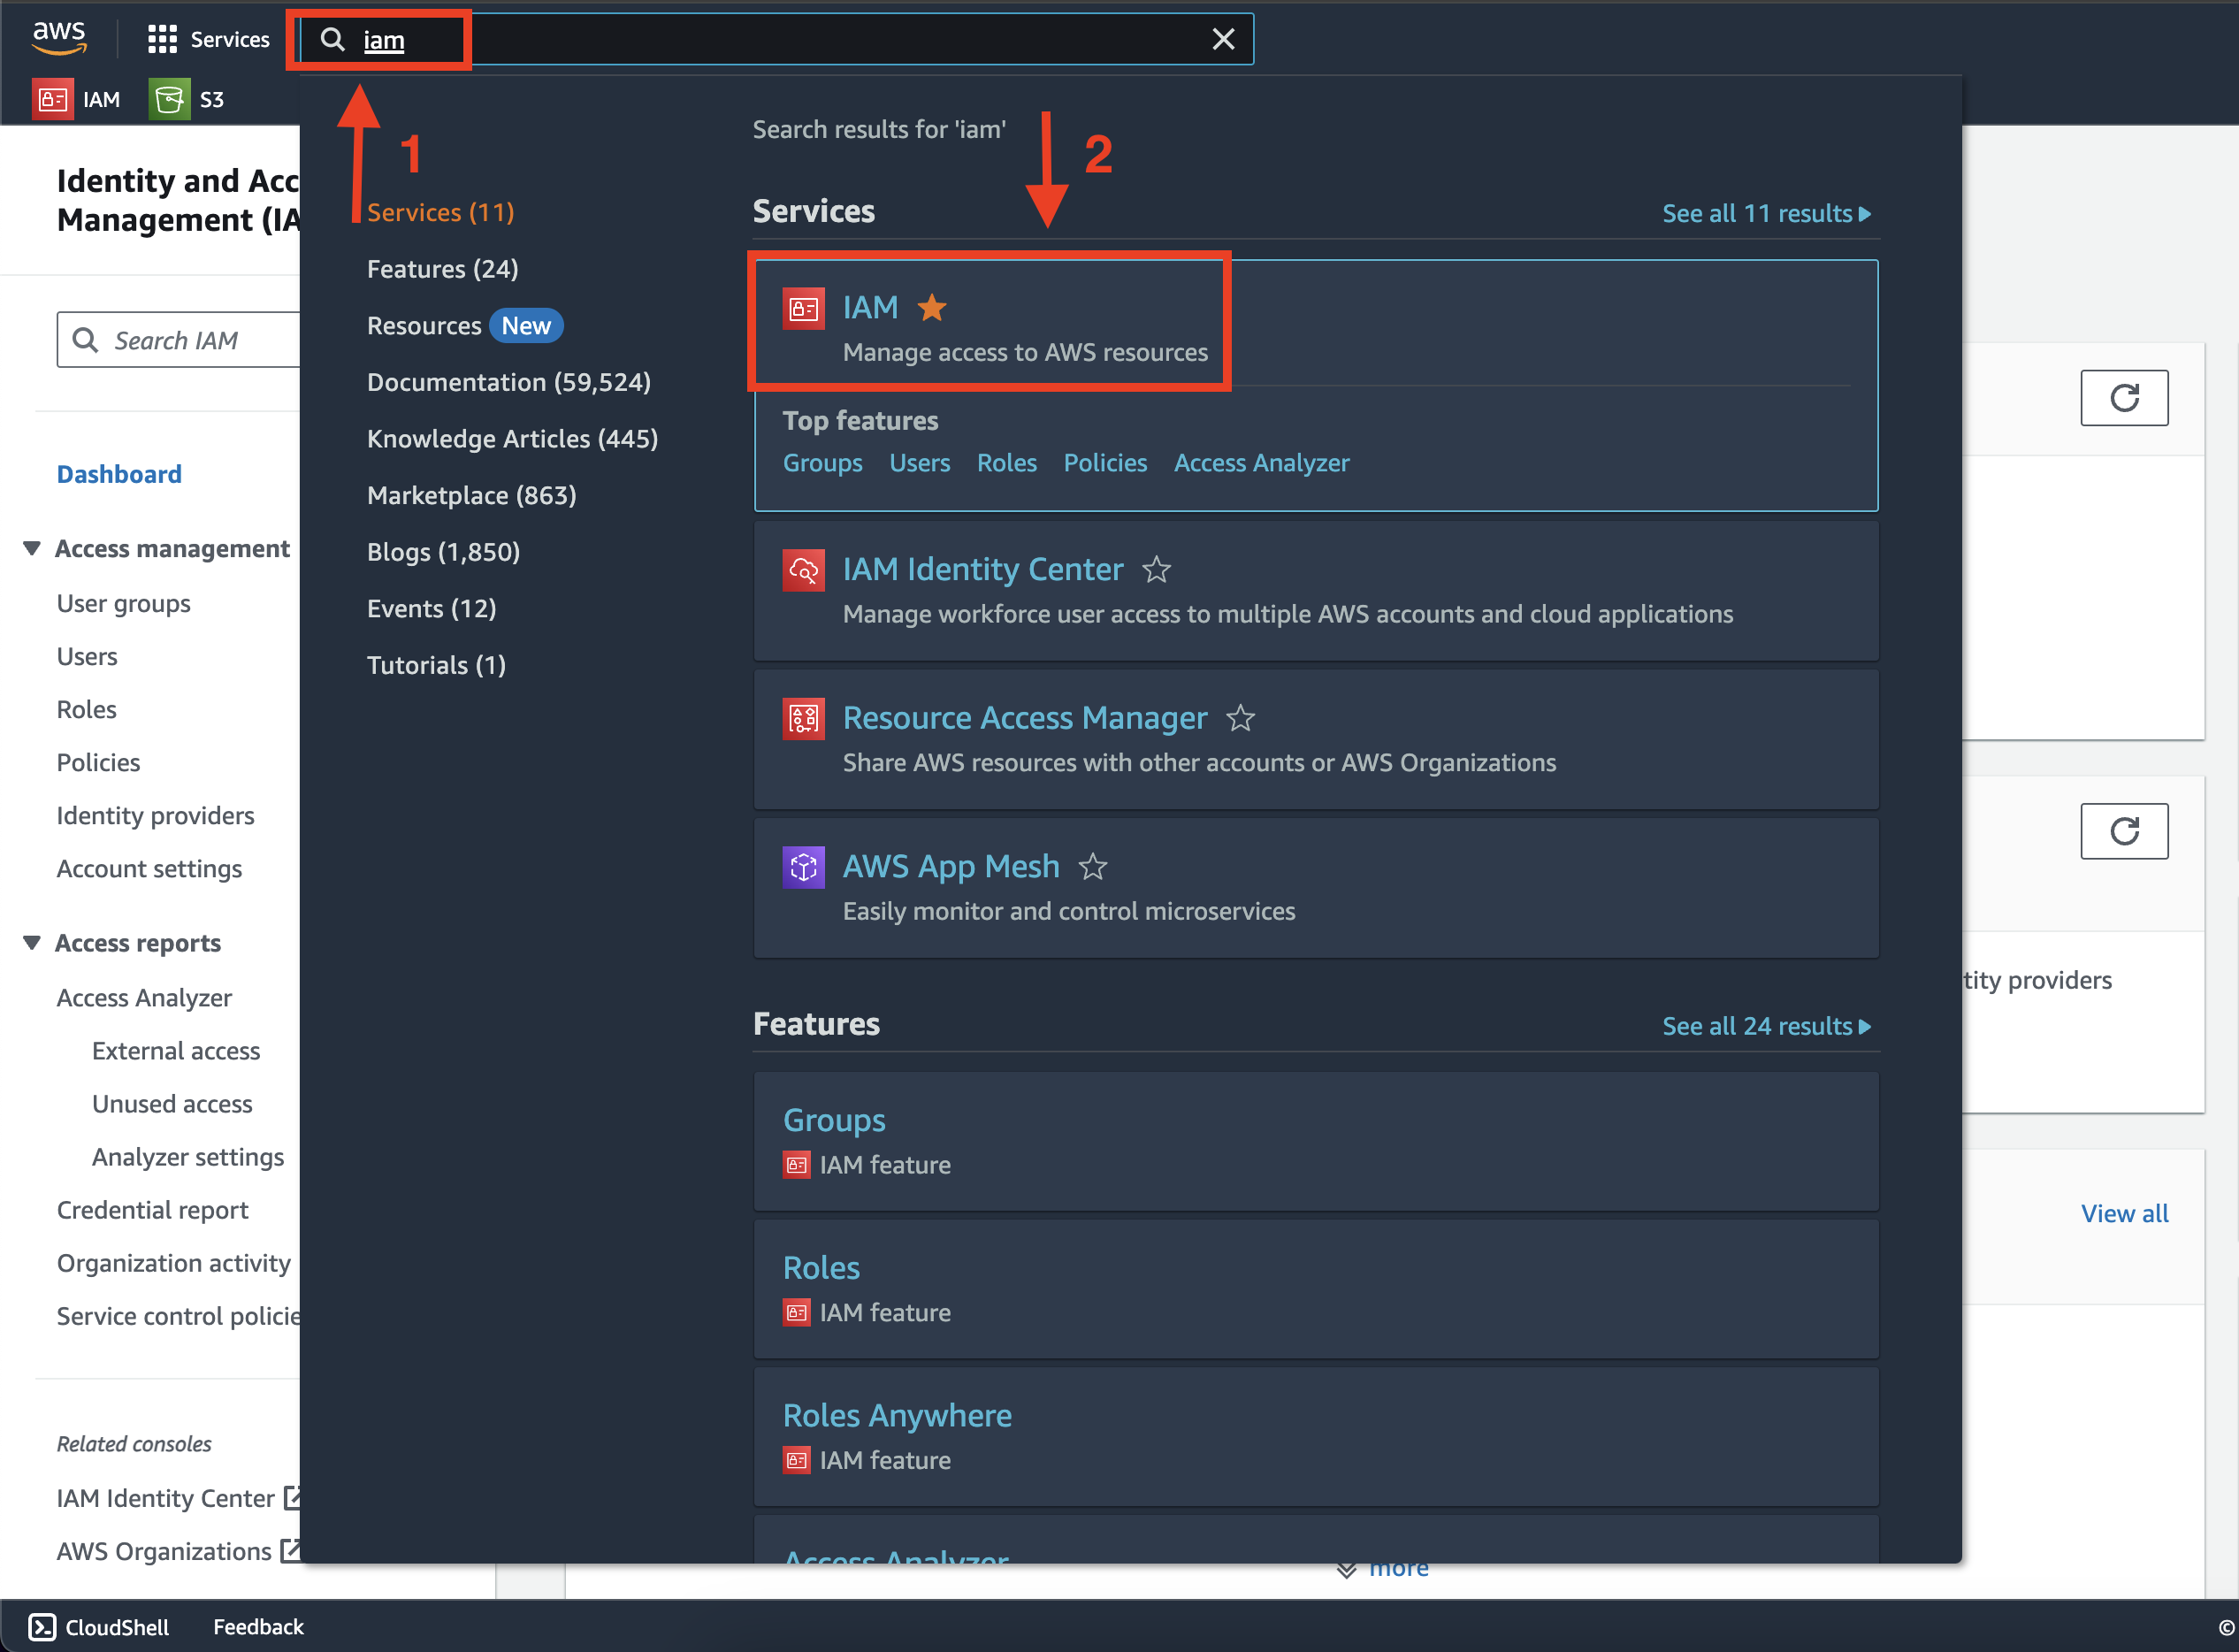 aws
Services
iam
IAM
S3
1
2
Identity and Acc
Management (IA
Search IAM
Dashboard
Access management
User groups
Users
Roles
Policies
Identity providers
Account settings
Access reports
Access Analyzer
External access
Unused access
Analyzer settings
Credential report
Organization activity
Service control policie
Related consoles
IAM Identity Center
AWS Organizations
Services (11)
Features (24)
Resources New
Documentation (59,524)
Knowledge Articles (445)
Marketplace (863)
Blogs (1,850)
Events (12)
Tutorials (1)
Search results for 'iam'
Services
See all 11 results
IAM
Manage access to AWS resources
Top features
Groups Users Roles Policies Access Analyzer
IAM Identity Center
Manage workforce user access to multiple AWS accounts and cloud applications
Resource Access Manager
Share AWS resources with other accounts or AWS Organizations
AWS App Mesh
Easily monitor and control microservices
Features
See all 24 results
Groups
IAM feature
Roles
IAM feature
Roles Anywhere
IAM feature
Access Analyzer
tity providers
View all
more
CloudShell
Feedback
©